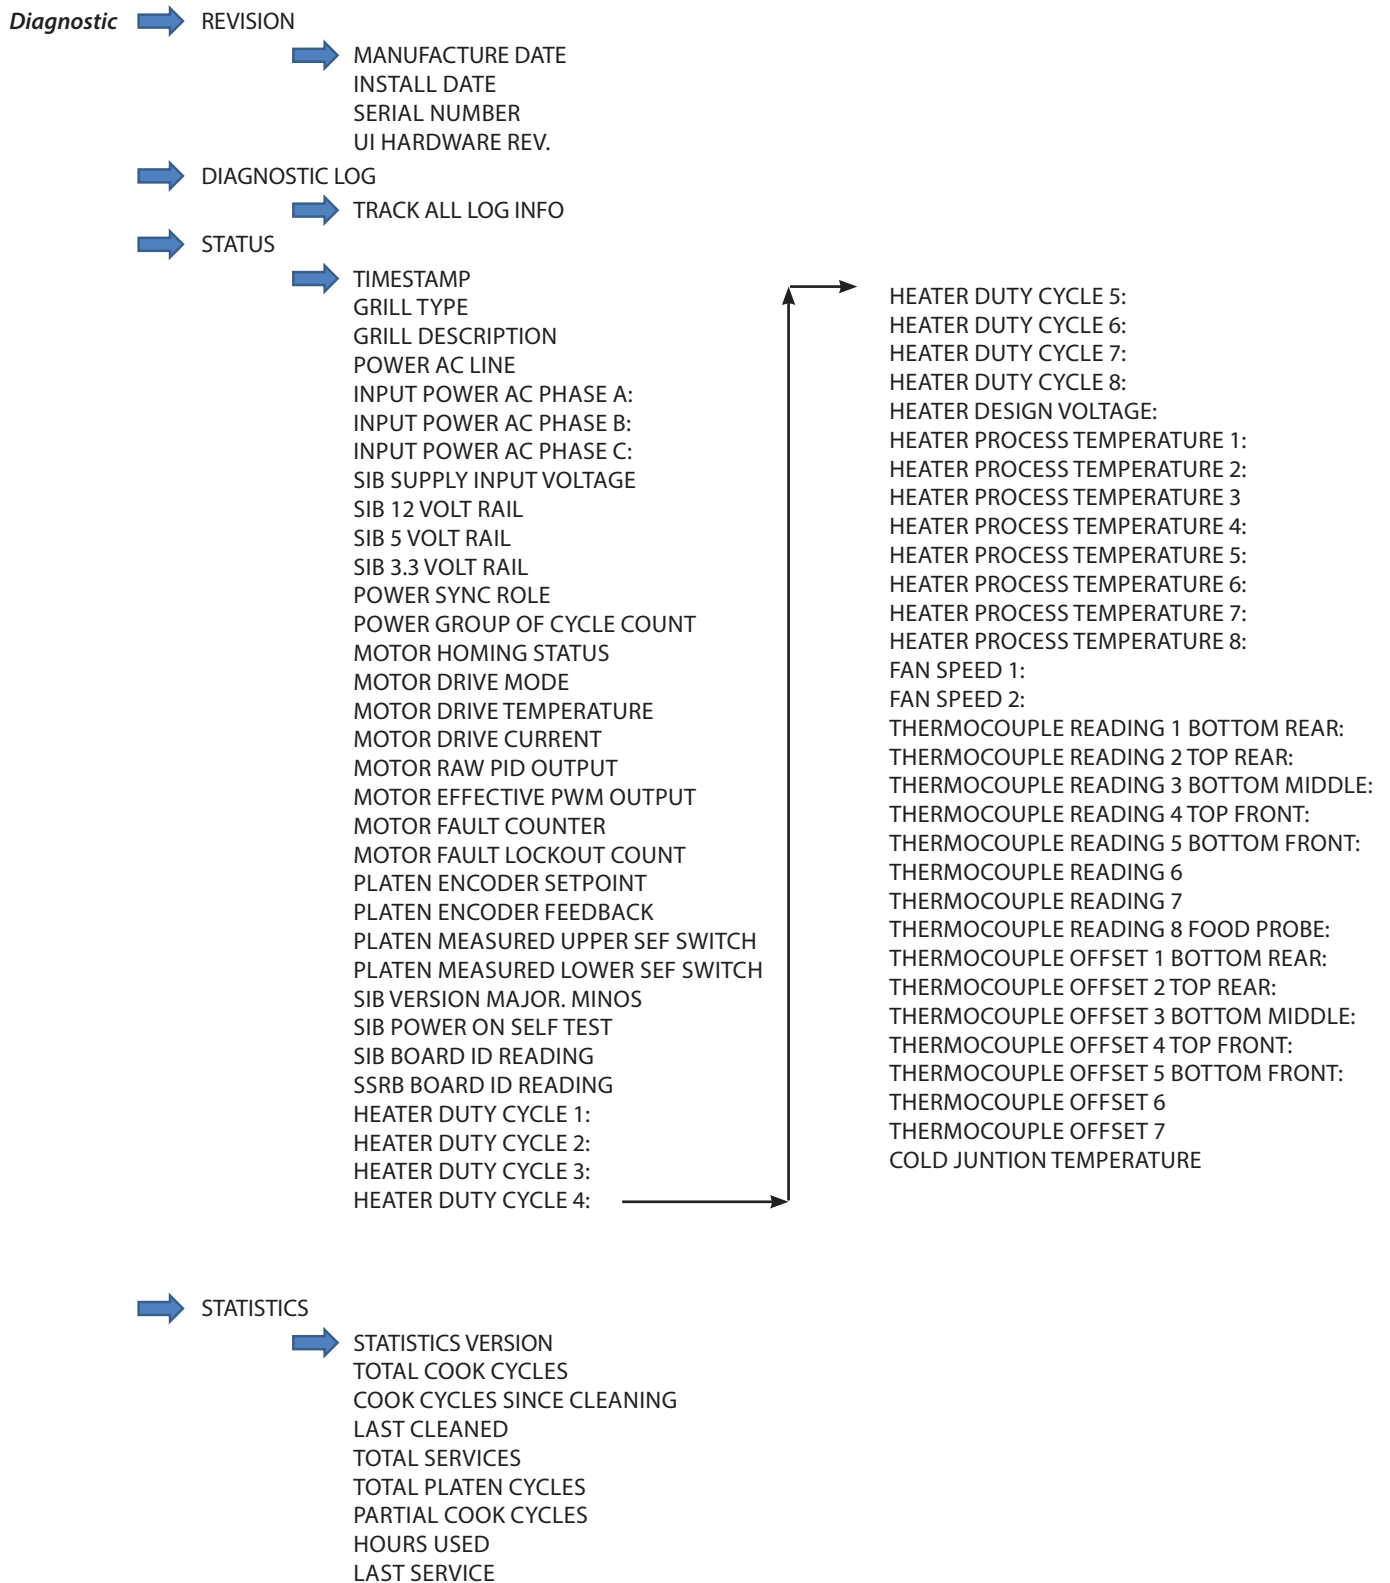 Diagnostic REVISION
MANUFACTURE DATE
INSTALL DATE
SERIAL NUMBER
UI HARDWARE REV.
DIAGNOSTIC LOG
TRACK ALL LOG INFO
STATUS
TIMESTAMP
GRILL TYPE
GRILL DESCRIPTION
POWER AC LINE
INPUT POWER AC PHASE A:
INPUT POWER AC PHASE B:
INPUT POWER AC PHASE C:
SIB SUPPLY INPUT VOLTAGE
SIB 12 VOLT RAIL
SIB 5 VOLT RAIL
SIB 3.3 VOLT RAIL
POWER SYNC ROLE
POWER GROUP OF CYCLE COUNT
MOTOR HOMING STATUS
MOTOR DRIVE MODE
MOTOR DRIVE TEMPERATURE
MOTOR DRIVE CURRENT
MOTOR RAW PID OUTPUT
MOTOR EFFECTIVE PWM OUTPUT
MOTOR FAULT COUNTER
MOTOR FAULT LOCKOUT COUNT
PLATEN ENCODER SETPOINT
PLATEN ENCODER FEEDBACK
PLATEN MEASURED UPPER SEF SWITCH
PLATEN MEASURED LOWER SEF SWITCH
SIB VERSION MAJOR. MINOS
SIB POWER ON SELF TEST
SIB BOARD ID READING
SSRB BOARD ID READING
HEATER DUTY CYCLE 1:
HEATER DUTY CYCLE 2:
HEATER DUTY CYCLE 3:
HEATER DUTY CYCLE 4:
HEATER DUTY CYCLE 5:
HEATER DUTY CYCLE 6:
HEATER DUTY CYCLE 7:
HEATER DUTY CYCLE 8:
HEATER DESIGN VOLTAGE:
HEATER PROCESS TEMPERATURE 1:
HEATER PROCESS TEMPERATURE 2:
HEATER PROCESS TEMPERATURE 3
HEATER PROCESS TEMPERATURE 4:
HEATER PROCESS TEMPERATURE 5:
HEATER PROCESS TEMPERATURE 6:
HEATER PROCESS TEMPERATURE 7:
HEATER PROCESS TEMPERATURE 8:
FAN SPEED 1:
FAN SPEED 2:
THERMOCOUPLE READING 1 BOTTOM REAR:
THERMOCOUPLE READING 2 TOP REAR:
THERMOCOUPLE READING 3 BOTTOM MIDDLE:
THERMOCOUPLE READING 4 TOP FRONT:
THERMOCOUPLE READING 5 BOTTOM FRONT:
THERMOCOUPLE READING 6
THERMOCOUPLE READING 7
THERMOCOUPLE READING 8 FOOD PROBE:
THERMOCOUPLE OFFSET 1 BOTTOM REAR:
THERMOCOUPLE OFFSET 2 TOP REAR:
THERMOCOUPLE OFFSET 3 BOTTOM MIDDLE:
THERMOCOUPLE OFFSET 4 TOP FRONT:
THERMOCOUPLE OFFSET 5 BOTTOM FRONT:
THERMOCOUPLE OFFSET 6
THERMOCOUPLE OFFSET 7
COLD JUNTION TEMPERATURE
STATISTICS
STATISTICS VERSION
TOTAL COOK CYCLES
COOK CYCLES SINCE CLEANING
LAST CLEANED
TOTAL SERVICES
TOTAL PLATEN CYCLES
PARTIAL COOK CYCLES
HOURS USED
LAST SERVICE